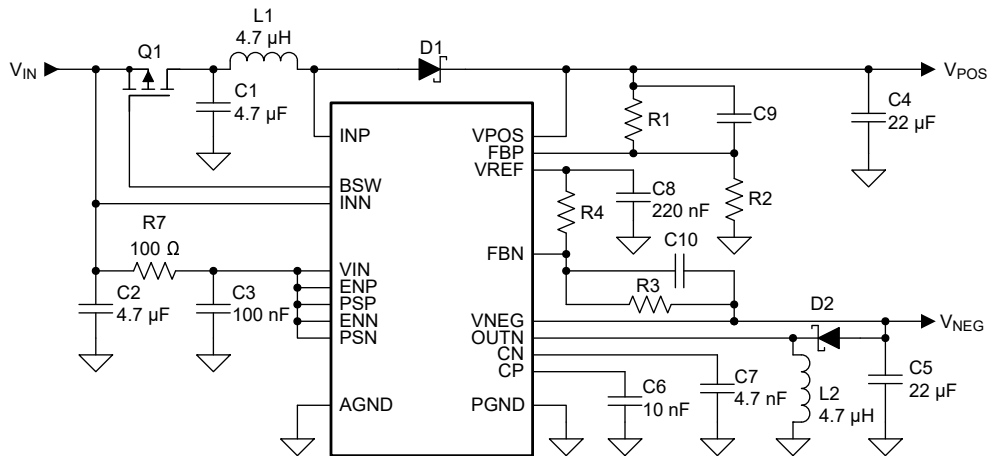 L1
4.7 µH
Q1
D1
VIN
VPOS
C1
4.7 µF
INP
VPOS
FBP
VREF
R1
C9
C4
22 µF
BSW
INN
C8
220 nF
R2
R4
R7
100 Ω
FBN
C10
VIN
ENP
PSP
ENN
PSN
C2
4.7 µF
C3
100 nF
R3
D2
VNEG
VNEG
OUTN
CN
CP
C6
10 nF
C7
4.7 nF
L2
4.7 µH
C5
22 µF
AGND
PGND